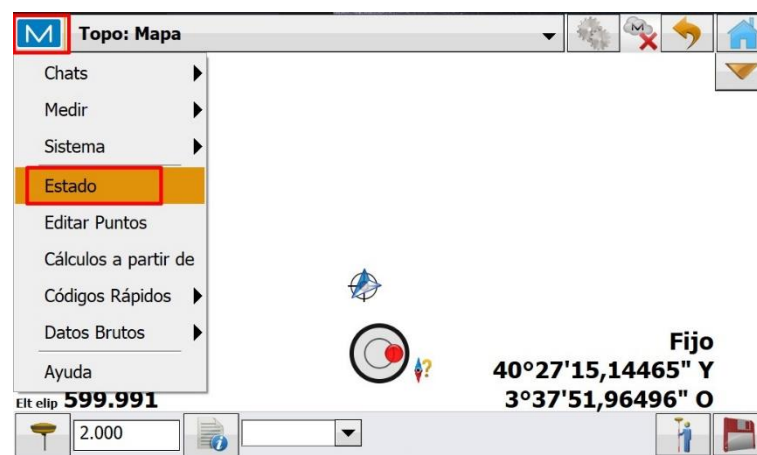 M Topo: Mapa M
Chats
Medir
Sistema
Estado
Editar Puntos
Cálculos a partir de
Códigos Rápidos
Datos Brutos
Ayuda
Fijo
40°27'15,14465" Y
Elt elip 599.991 3°37'51,96496" O
2.000